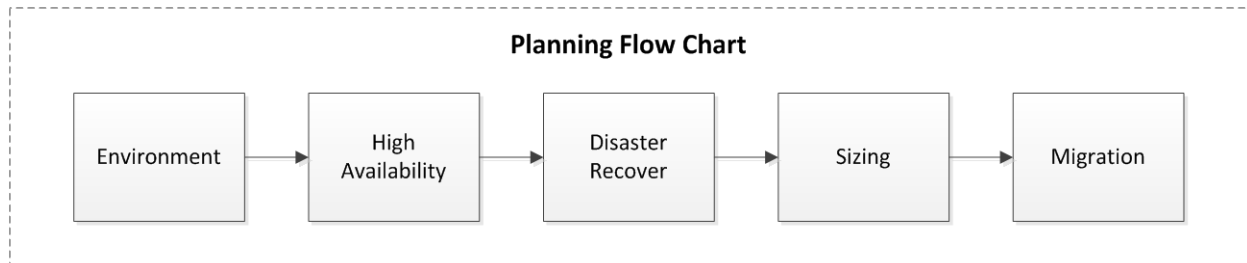 Planning Flow Chart
Environment
High
Availability
Disaster
Recover
Sizing
Migration